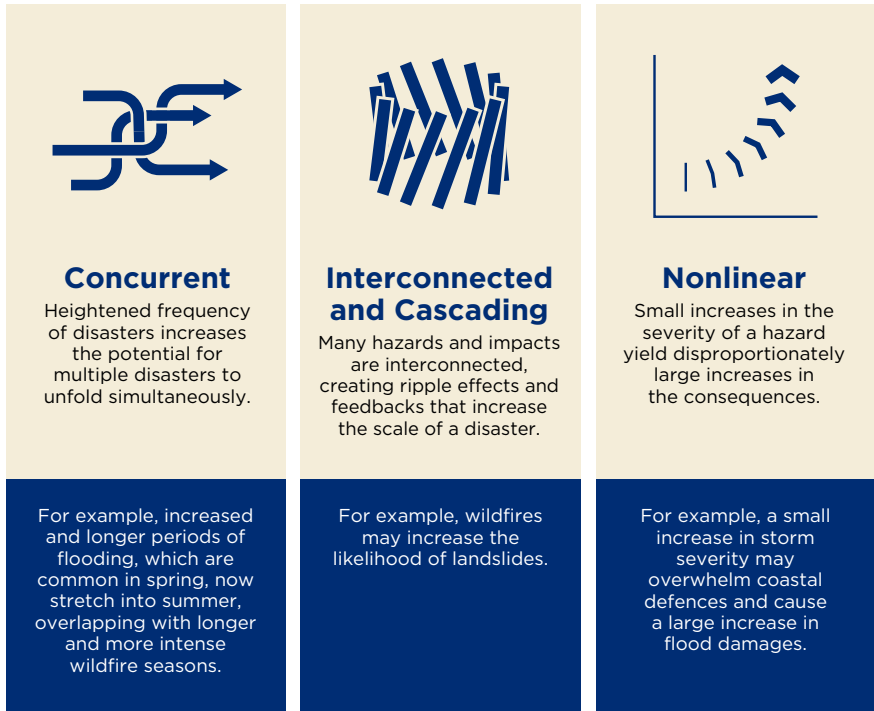 Concurrent
Heightened frequency
of disasters increases
the potential for
multiple disasters to
unfold simultaneously.
For example, increased
and longer periods of
flooding, which are
common in spring, now
stretch into summer,
overlapping with longer
and more intense
wildfire seasons.
Interconnected
and Cascading
Many hazards and impacts
are interconnected,
creating ripple effects and
feedbacks that increase
the scale of a disaster.
For example, wildfires
may increase the
likelihood of landslides.
Nonlinear
Small increases in the
severity of a hazard
yield disproportionately
large increases in
the consequences.
For example, a small
increase in storm
severity may
overwhelm coastal
defences and cause
a large increase in
flood damages.